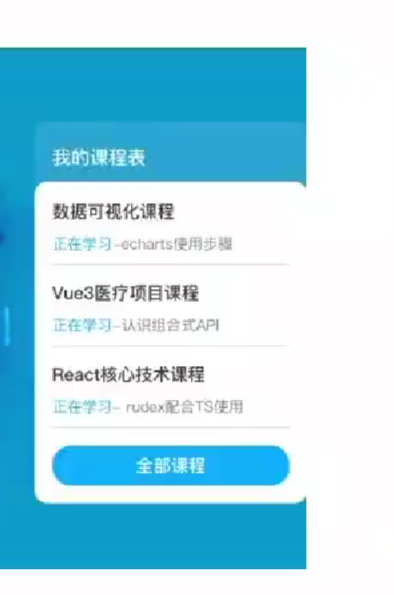 我的课程表
数据可视化课程
正在学习-echarts使用步骤
Vue3医疗项目课程
正在学习-认识组合式API
React核心技术课程
正在学习- rudex配合TS使用
全部课程